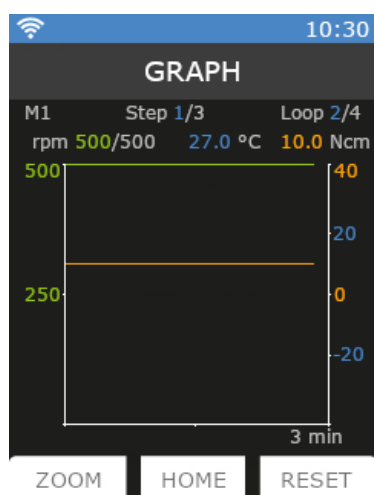 10:30
GRAPH
M1 Step 1/3 Loop 2/4
rpm 500/500 27.0 °C 10.0 Ncm
500 40
20
250 0
-20
3 min
ZOOM HOME RESET